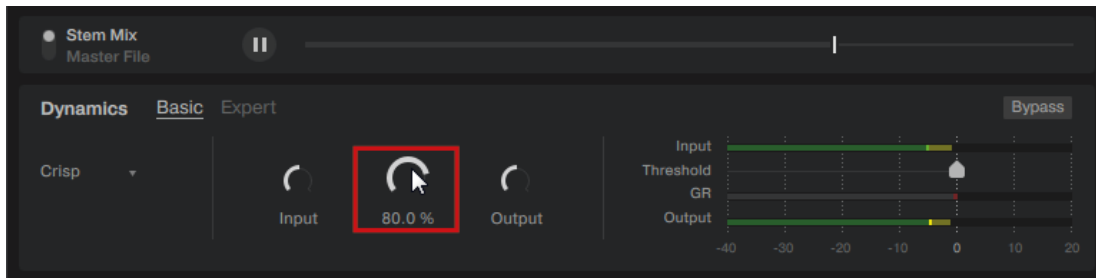 Stem Mix
Master File
Dynamics Basic Expert Bypass
Crisp
Input 80.0 % Output
Input
Threshold
GR
Output
-40 -30 -20 -10 0 10 20